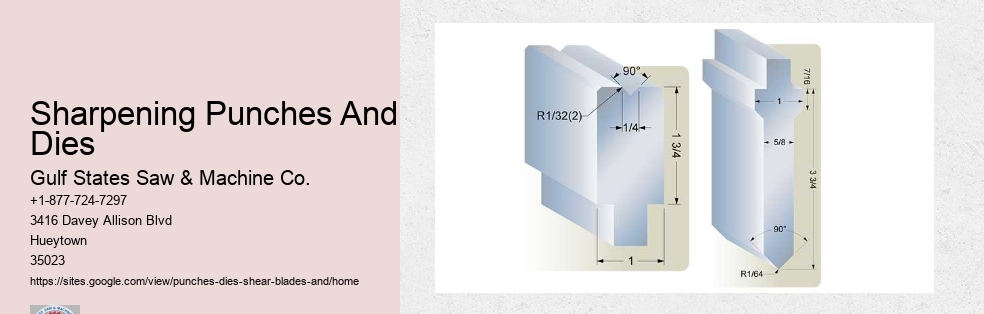 Sharpening Punches And
Dies
Gulf States Saw & Machine Co.
+1-877-724-7297
3416 Davey Allison Blvd
Hueytown
35023
https://sites.google.com/view/punches-dies-shear-blades-and/home
90°
R1/32(2)
1/4
1 3/4
1
7/16
1
5/8
3 3/4
90°
R1/64